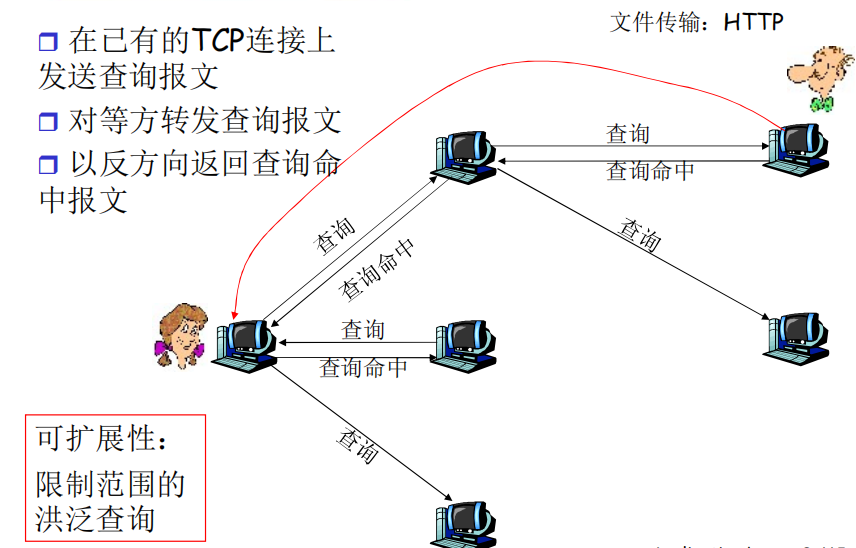 文件传输：HTTP
在已有的TCP连接上
发送查询报文
对等方转发查询报文
以反方向返回查询命
中报文
查询
查询命中
查询
查询命中
查询
查询
查询命中
查询
可扩展性：
限制范围的
洪泛查询